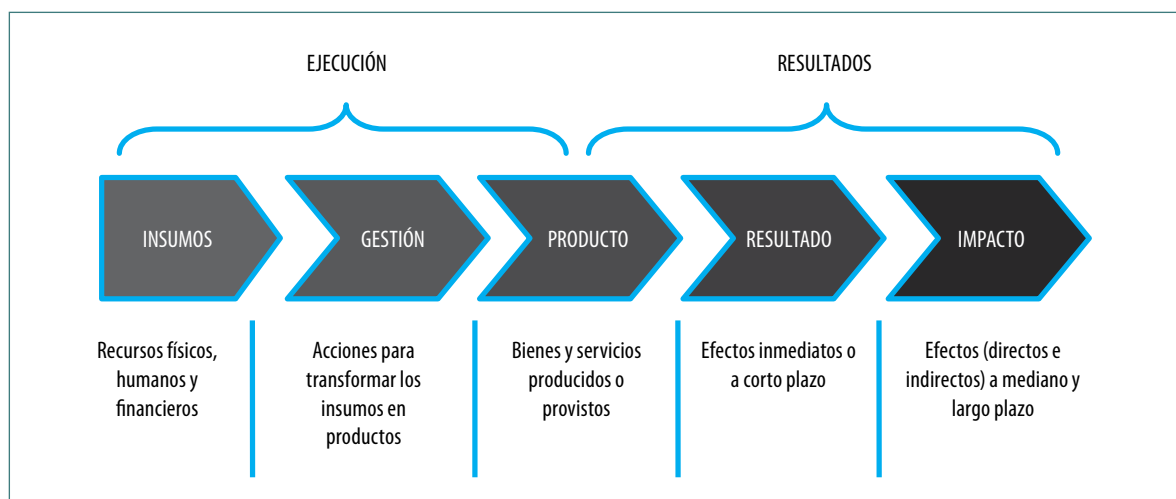 EJECUCIÓN
RESULTADOS
INSUMOS
GESTIÓN
PRODUCTO
RESULTADO
IMPACTO
Recursos físicos,
humanos y
financieros
Acciones para
transformar los
insumos en
productos
Bienes y servicios
producidos o
provistos
Efectos inmediatos o
a corto plazo
Efectos (directos e
indirectos) a mediano y
largo plazo